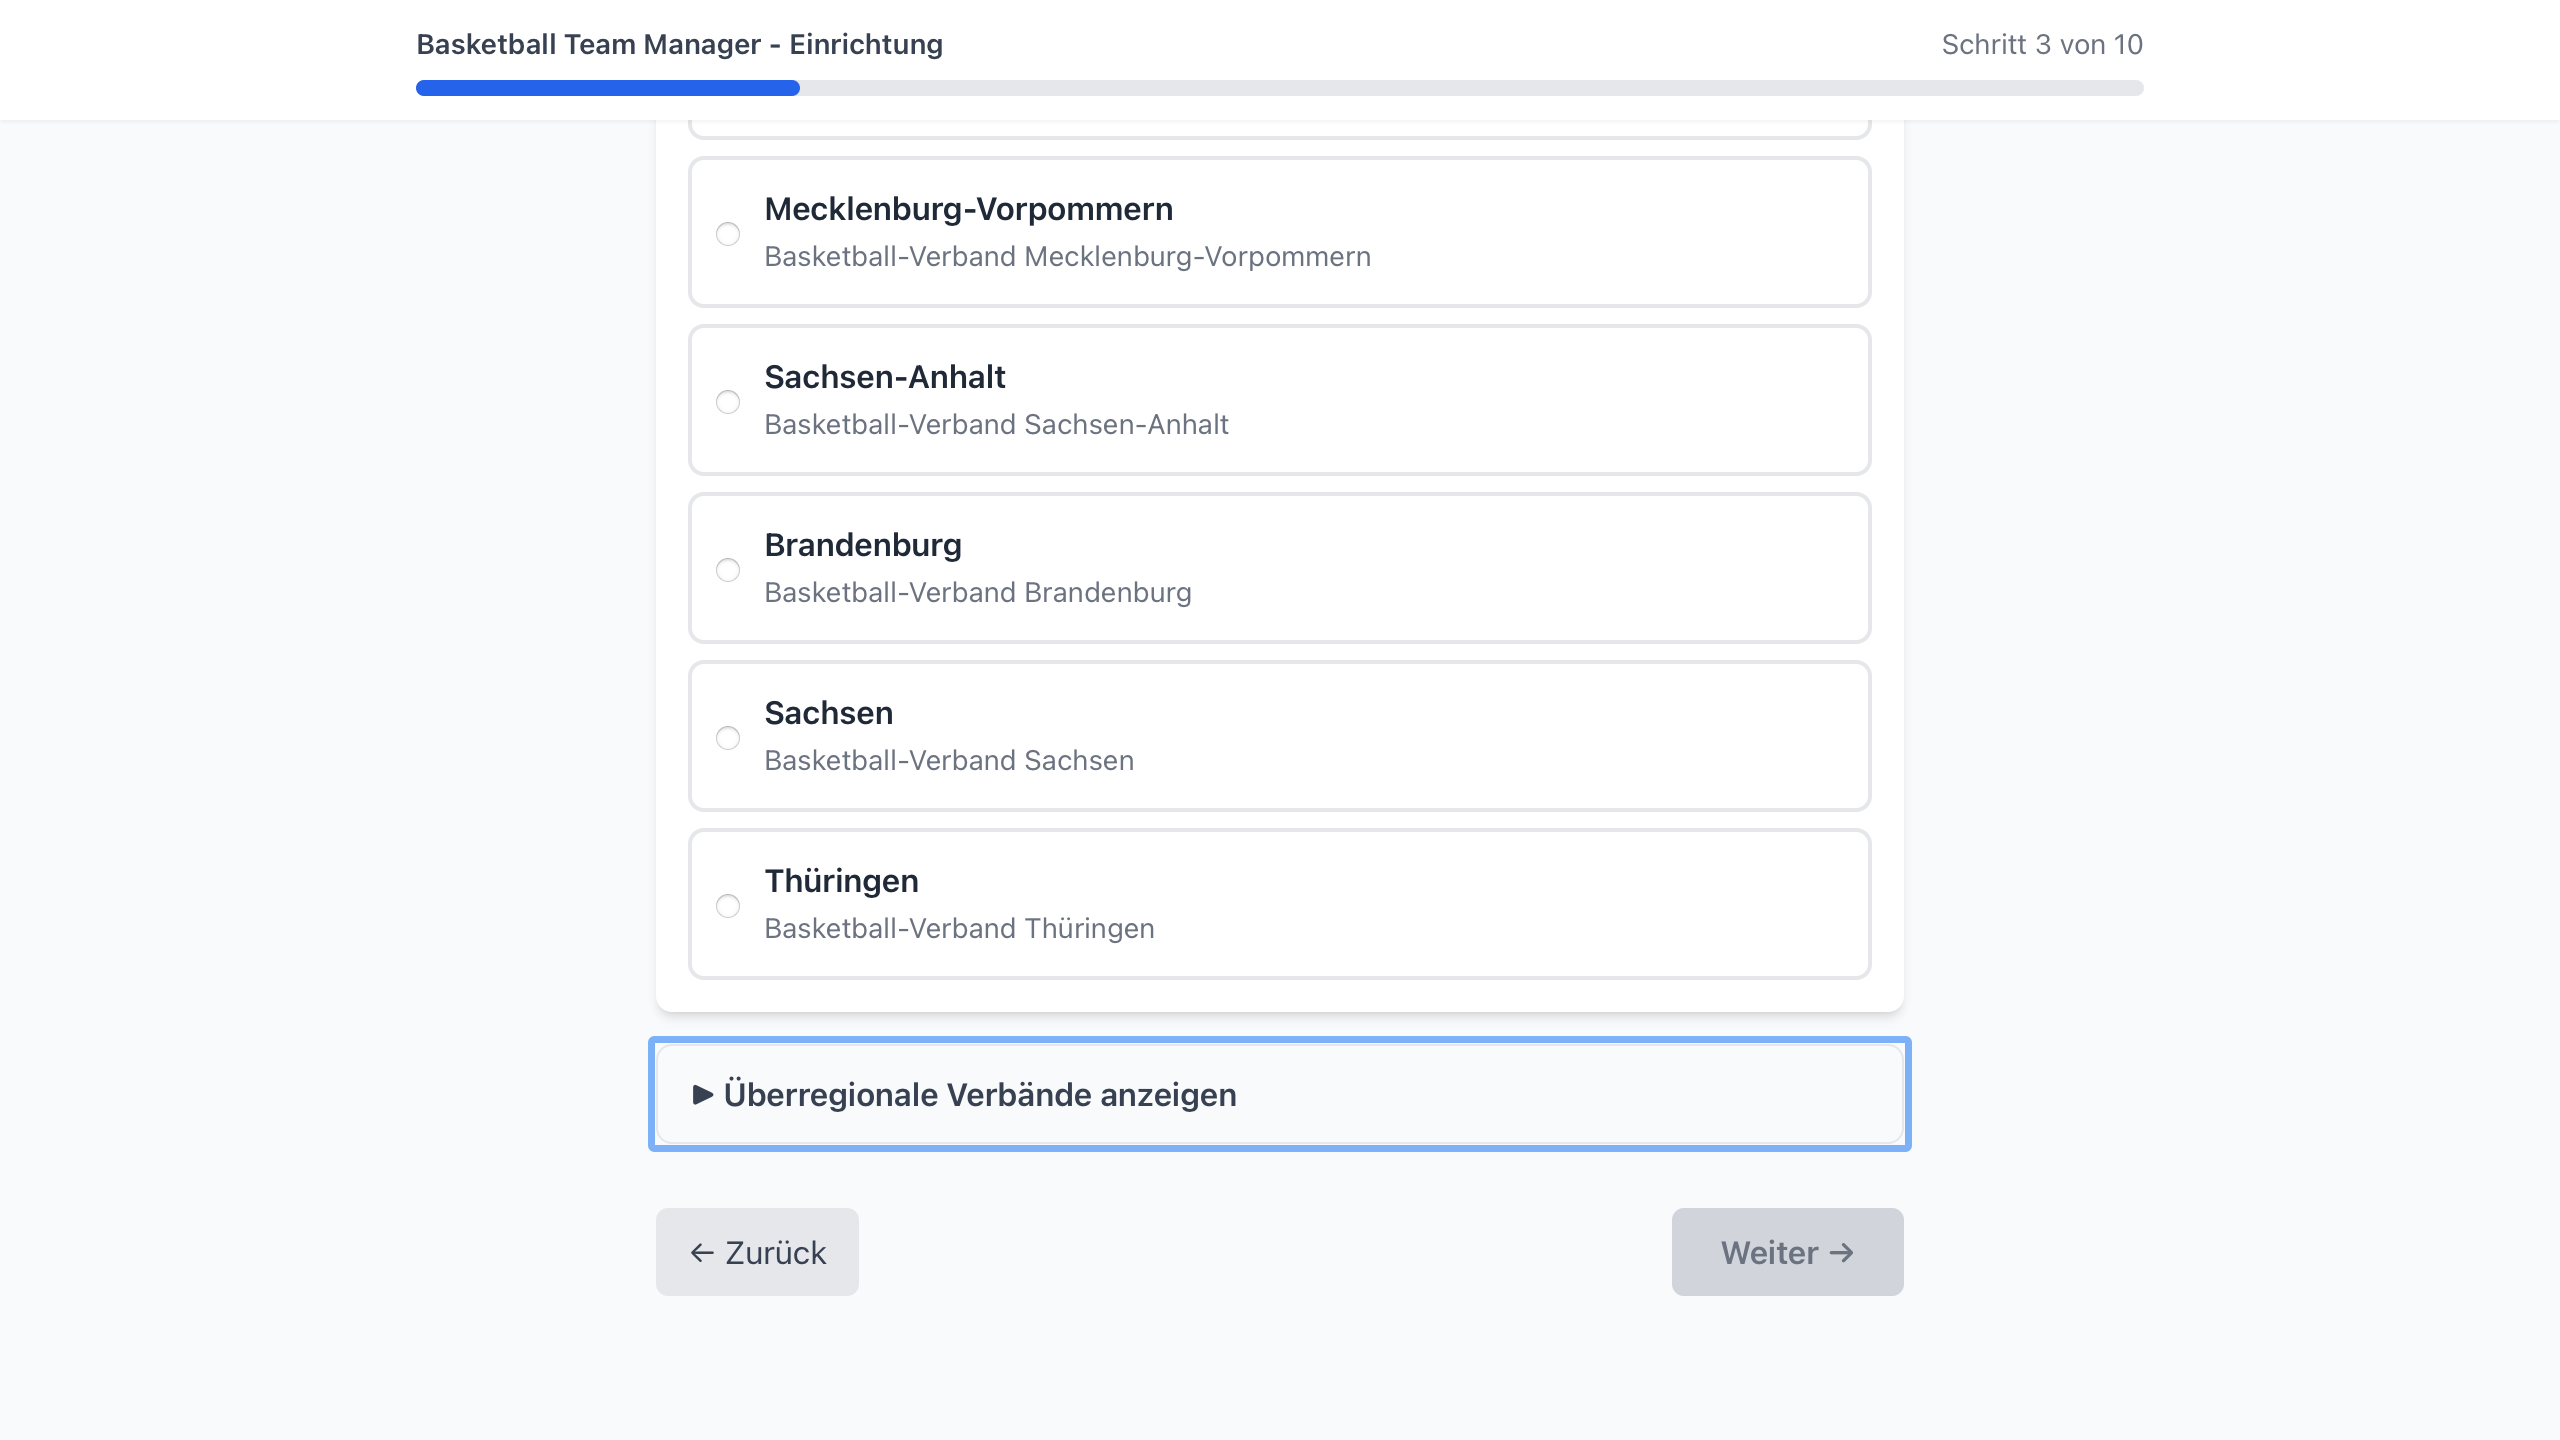 Basketball Team Manager - Einrichtung
Schritt 3 von 10
Mecklenburg-Vorpommern
Basketball-Verband Mecklenburg-Vorpommern
Sachsen-Anhalt
Basketball-Verband Sachsen-Anhalt
Brandenburg
Basketball-Verband Brandenburg
Sachsen
Basketball-Verband Sachsen
Thüringen
Basketball-Verband Thüringen
▶ Überregionale Verbände anzeigen
← Zurück
Weiter →